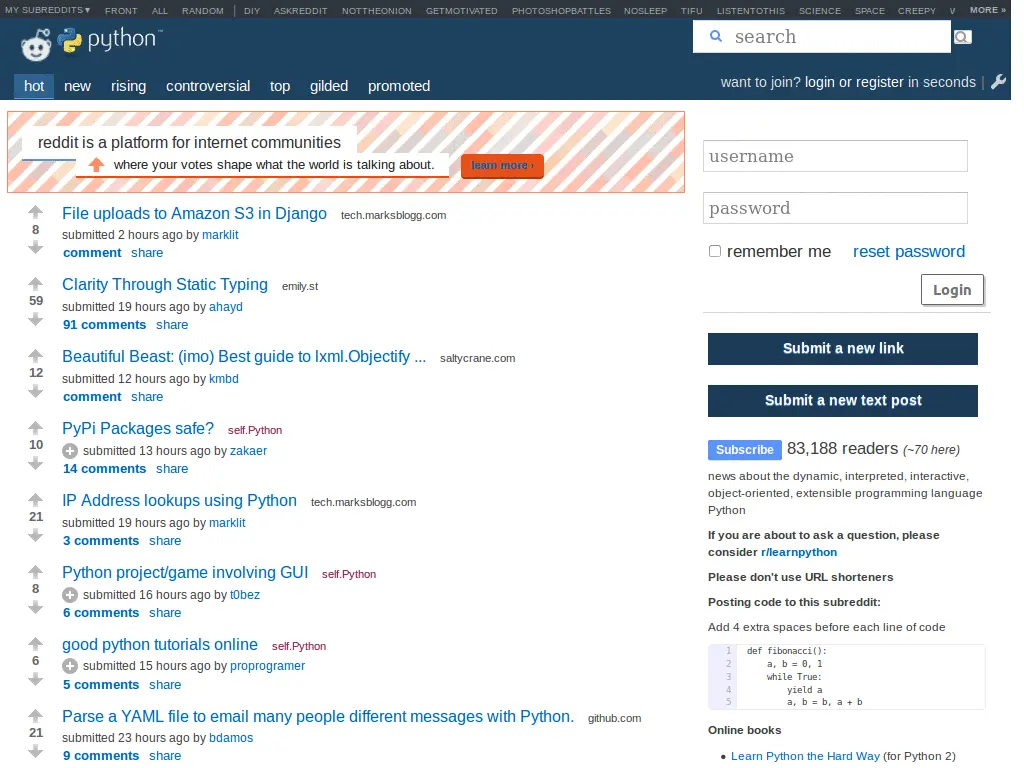 MY SUBREDDITS ▾ FRONT ALL RANDOM | DIY ASKREDDIT NOTTHEONION GETMOTIVATED PHOTOSHOPBATTLES NOSLEEP TIFU LISTENTOTHIS SCIENCE SPACE CREEPY MORE »
python™
search
hot new rising controversial top gilded promoted
want to join? login or register in seconds |
reddit is a platform for internet communities
where your votes shape what the world is talking about.
learn more ›
File uploads to Amazon S3 in Django tech.marksblogg.com
8
submitted 2 hours ago by marklit
comment share
Clarity Through Static Typing emily.st
59
submitted 19 hours ago by ahayd
91 comments share
Beautiful Beast: (imo) Best guide to lxml.Objectify ... saltycrane.com
12
submitted 12 hours ago by kmbd
comment share
PyPi Packages safe? self.Python
10
submitted 13 hours ago by zakaer
14 comments share
IP Address lookups using Python tech.marksblogg.com
21
submitted 19 hours ago by marklit
3 comments share
Python project/game involving GUI self.Python
8
submitted 16 hours ago by t0bez
6 comments share
good python tutorials online self.Python
6
submitted 15 hours ago by proprogramer
5 comments share
Parse a YAML file to email many people different messages with Python. github.com
21
submitted 23 hours ago by bdamos
9 comments share
username
password
remember me reset password
Login
Submit a new link
Submit a new text post
Subscribe 83,188 readers (~70 here)
news about the dynamic, interpreted, interactive,
object-oriented, extensible programming language
Python
If you are about to ask a question, please
consider r/learnpython
Please don't use URL shorteners
Posting code to this subreddit:
Add 4 extra spaces before each line of code
1 def fibonacci():
2 a, b = 0, 1
3 while True:
4 yield a
5 a, b = b, a + b
Online books
• Learn Python the Hard Way (for Python 2)